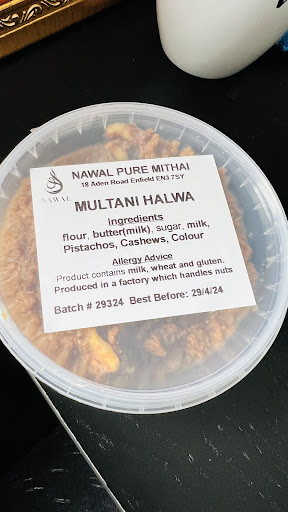 NAWAL PURE MITHAI
18 Aden Road Enfield EN3 7SY
NAWAL
MULTANI HALWA
ingredients
flour, butter(milk), sugar, milk,
Pistachos, Cashews, Colour
Allergy Advice
Product contains milk, wheat and gluten.
Produced in a factory which handles nuts
Batch # 29324 Best Before: 29/4/24